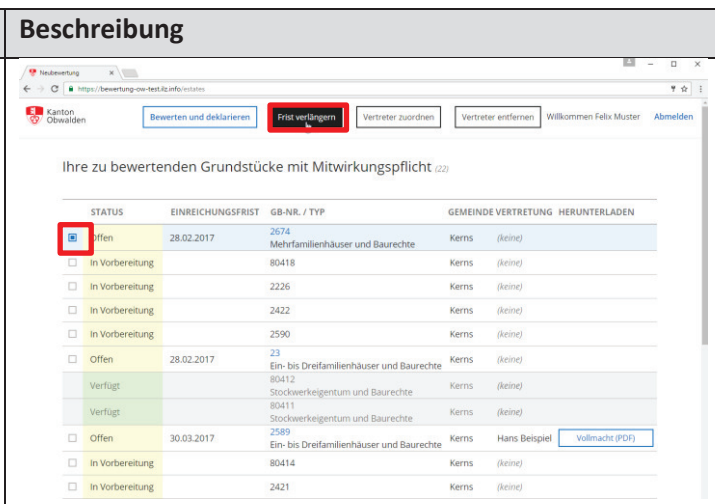 Beschreibung
Neubewertung
https://bewertung-ow-test.ilz.info/estates
Kanton
Obwalden
Bewerten und deklarieren
Frist verlängern
Vertreter zuordnen
Vertreter entfernen
Willkommen Felix Muster
Abmelden
Ihre zu bewertenden Grundstücke mit Mitwirkungspflicht (22)
STATUS EINREICHUNGSFRIST GB-NR. / TYP GEMEINDE VERTRETUNG HERUNTERLADEN
Offen 28.02.2017 2674 Kerns (keine)
Mehrfamilienhäuser und Baurechte
In Vorbereitung 80418 Kerns (keine)
In Vorbereitung 2226 Kerns (keine)
In Vorbereitung 2422 Kerns (keine)
In Vorbereitung 2590 Kerns (keine)
Offen 28.02.2017 23 Kerns (keine)
Ein- bis Dreifamilienhäuser und Baurechte
Verfügt 80412 Kerns (keine)
Stockwerkeigentum und Baurechte
Verfügt 80411 Kerns (keine)
Stockwerkeigentum und Baurechte
Offen 30.03.2017 2589 Kerns Hans Beispiel Vollmacht (PDF)
Ein- bis Dreifamilienhäuser und Baurechte
In Vorbereitung 80414 Kerns (keine)
In Vorbereitung 2421 Kerns (keine)